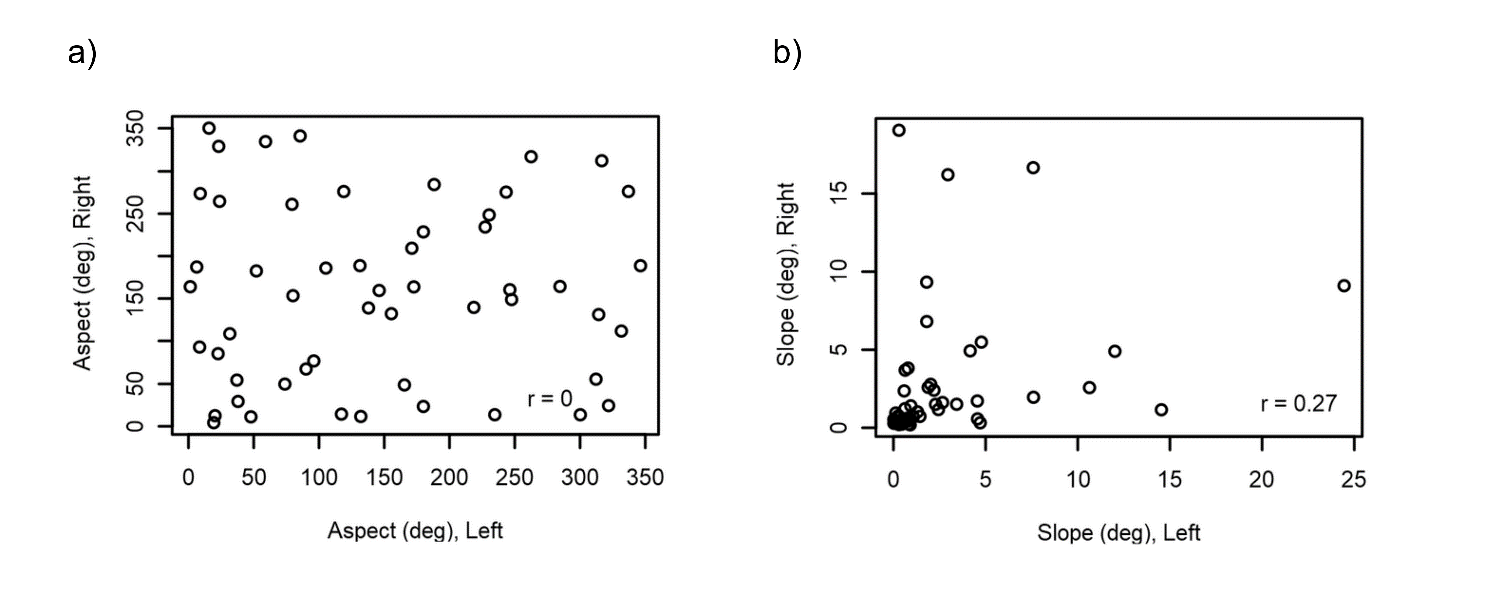 a)
Aspect (deg), Right
350
250
150
50
0
r = 0
0 50 100 150 200 250 300 350
Aspect (deg), Left
b)
Slope (deg), Right
15
10
5
0
r = 0.27
0 5 10 15 20 25
Slope (deg), Left